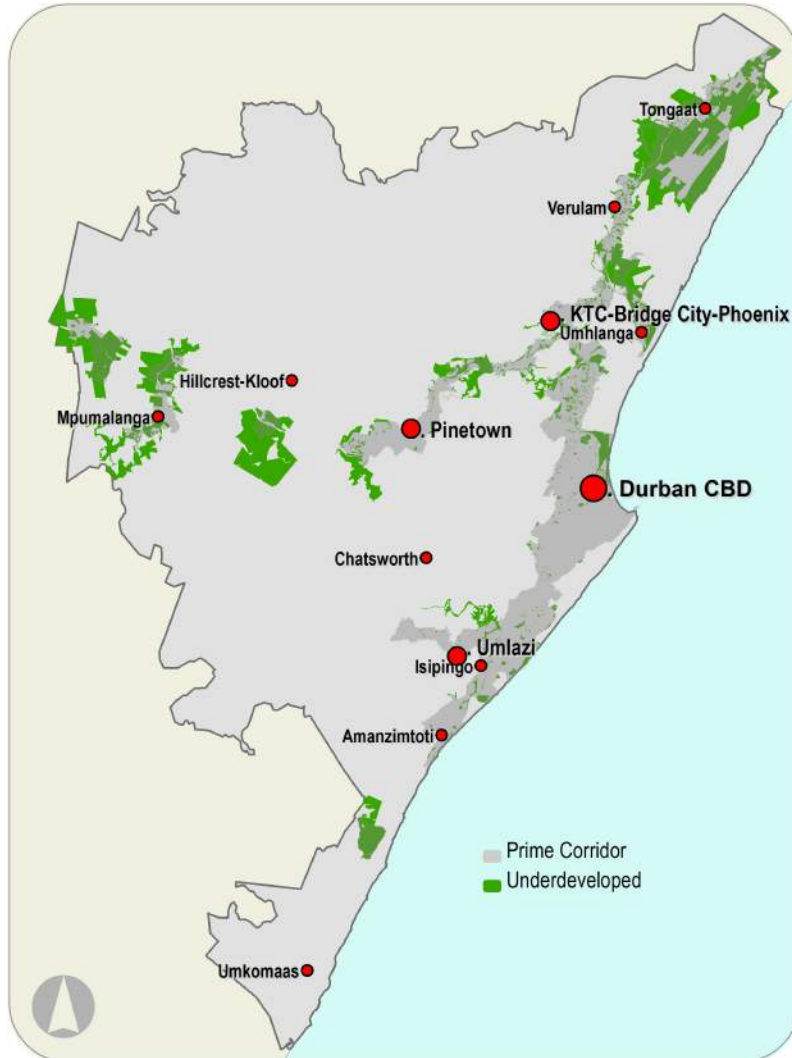 Tongaat
Verulam
. KTC-Bridge City-Phoenix
Umhlanga
Hillcrest-Kloof
Mpumalanga
. Pinetown
. Durban CBD
Chatsworth
. Umlazi
Isipingo
Amanzimtoti
Prime Corridor
Underdeveloped
Umkomaas